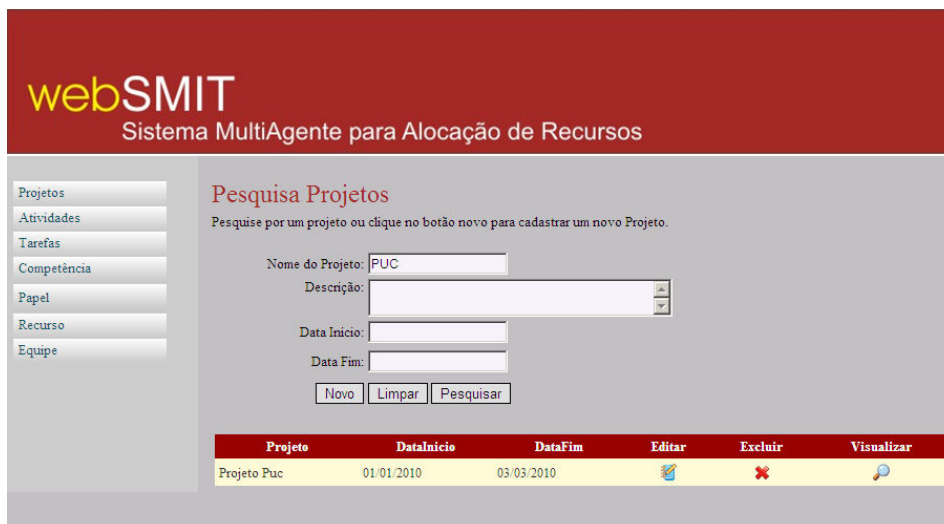 webSMIT
Sistema MultiAgente para Alocação de Recursos
Projetos
Atividades
Tarefas
Competência
Papel
Recurso
Equipe
Pesquisa Projetos
Pesquise por um projeto ou clique no botão novo para cadastrar um novo Projeto.
Nome do Projeto: PUC
Descrição:
Data Inicio:
Data Fim:
Novo Limpar Pesquisar
Projeto DataInicio DataFim Editar Excluir Visualizar
Projeto Puc 01/01/2010 03/03/2010